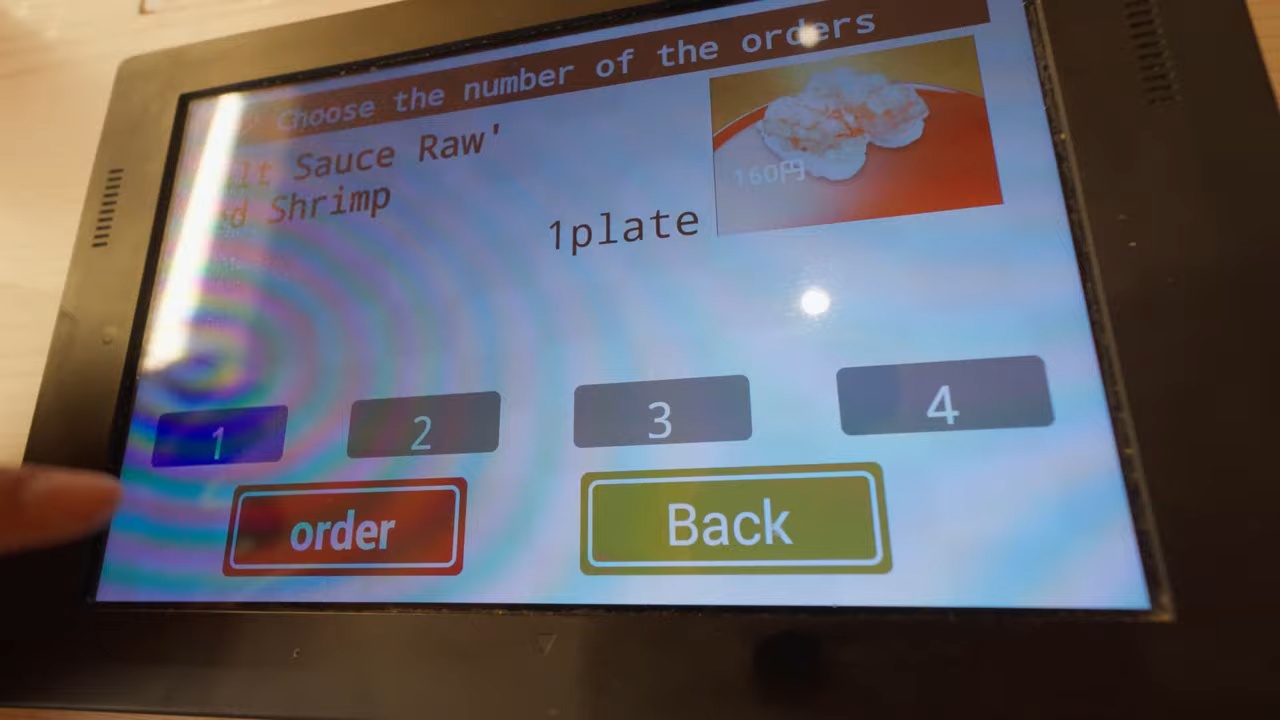 Choose the number of the orders
Sauce Raw'
Shrimp
1plate
160円
1
2
3
4
order
Back